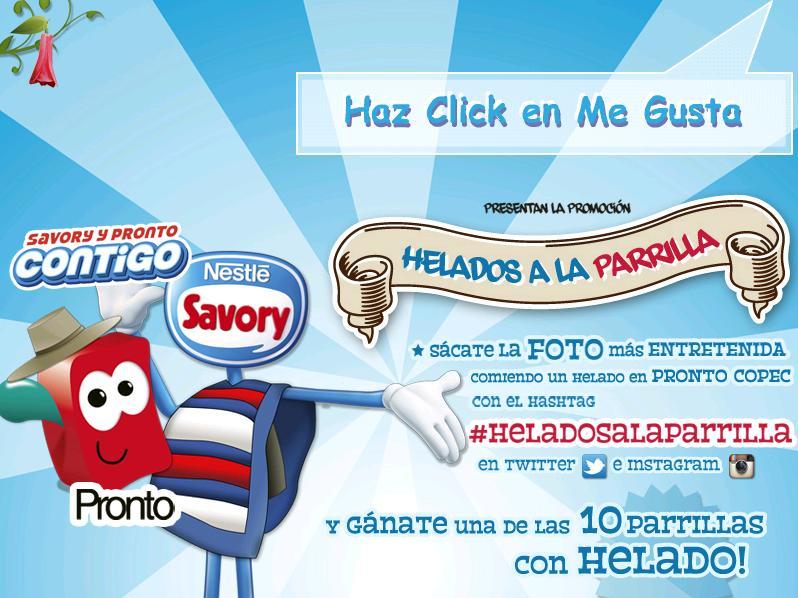 Haz Click en Me Gusta
PRESENTAN LA PROMOCIÓN
HELADOS A LA PARRILLA
SAVORY Y PRONTO
CONTIGO
Nestlé
Savory
Pronto
★ SÁCATE LA FOTO MÁS ENTRETENIDA
COMIENDO UN HELADO EN PRONTO COPEC
CON EL HASHTAG
#HELADOSALAPARRILLA
EN TWITTER E INSTAGRAM
Y GÁNATE UNA DE LAS 10 PARRILLAS
CON HELADO!